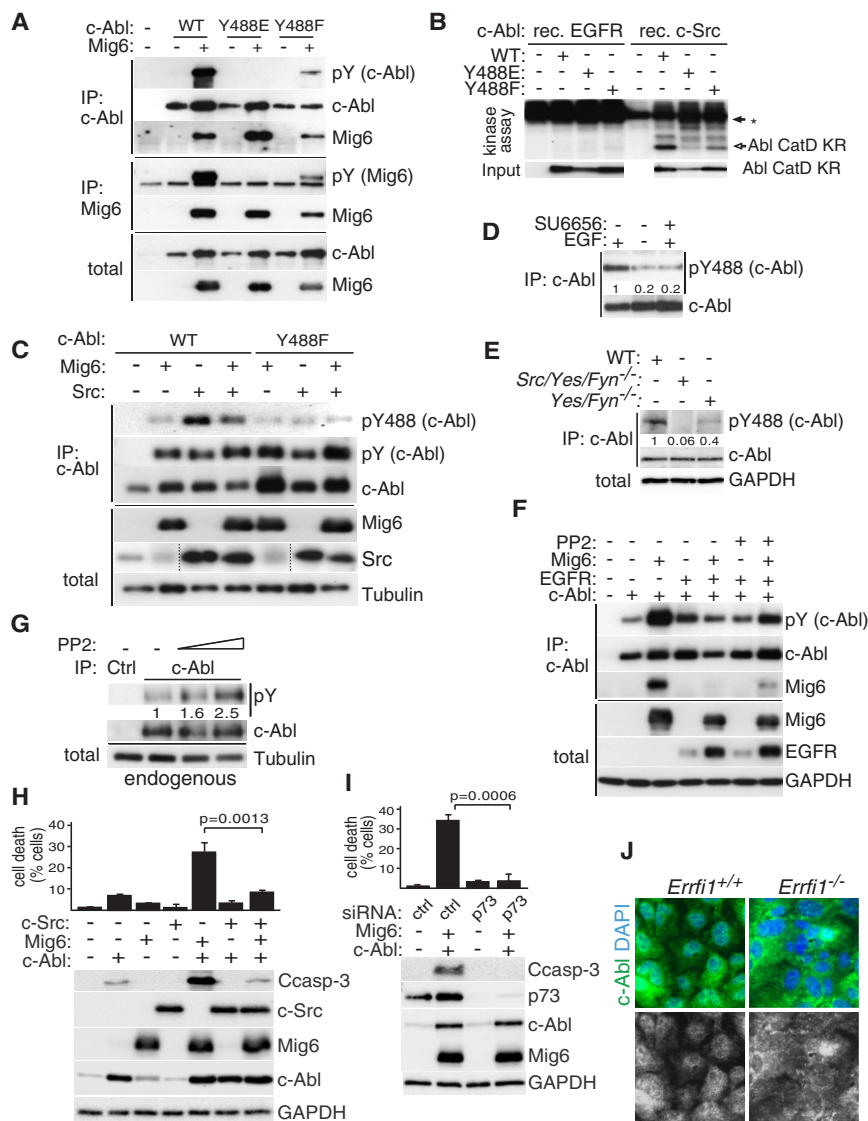 A
c-Abl: - WT Y488E Y488F
Mig6: - - + - + - +
IP: c-Abl
pY (c-Abl)
c-Abl
Mig6
IP: Mig6
pY (Mig6)
Mig6
total
c-Abl
Mig6
B
c-Abl: rec. EGFR rec. c-Src
WT: - + - - - + - -
Y488E - - + - - - + -
Y488F - - - + - - - +
kinase assay
*
Abl CatD KR
Input Abl CatD KR
D
SU6656 - - +
EGF: + - +
IP: c-Abl
pY488 (c-Abl)
1 0.2 0.2
c-Abl
C
c-Abl: WT Y488F
Mig6: - + - + + - +
Src: - - + + - + +
IP: c-Abl
pY488 (c-Abl)
pY (c-Abl)
c-Abl
total
Mig6
Src
Tubulin
E
WT: + - -
Src/Yes/Fyn-/-: - + -
Yes/Fyn-/-: - - +
IP: c-Abl
pY488 (c-Abl)
1 0.06 0.4
c-Abl
total GAPDH
F
PP2: - - - - - + +
Mig6: - - + - + - +
EGFR: - - - + + + +
c-Abl: - + + + + + +
IP: c-Abl
pY (c-Abl)
c-Abl
Mig6
total
Mig6
EGFR
GAPDH
G
PP2: - -
IP: Ctrl c-Abl
pY
1 1.6 2.5
c-Abl
total Tubulin
endogenous
H
cell death (% cells)
40
30
20
10
p=0.0013
c-Src: - - - + - + +
Mig6: - - + - + - +
c-Abl: - + - - + + +
Ccasp-3
c-Src
Mig6
c-Abl
GAPDH
I
cell death (% cells)
40
30
20
10
p=0.0006
siRNA: ctrl ctrl p73 p73
Mig6: - + - +
c-Abl: - + - +
Ccasp-3
p73
c-Abl
Mig6
GAPDH
J
Errfi1+/+ Errfi1-/-
c-Abl DAPI